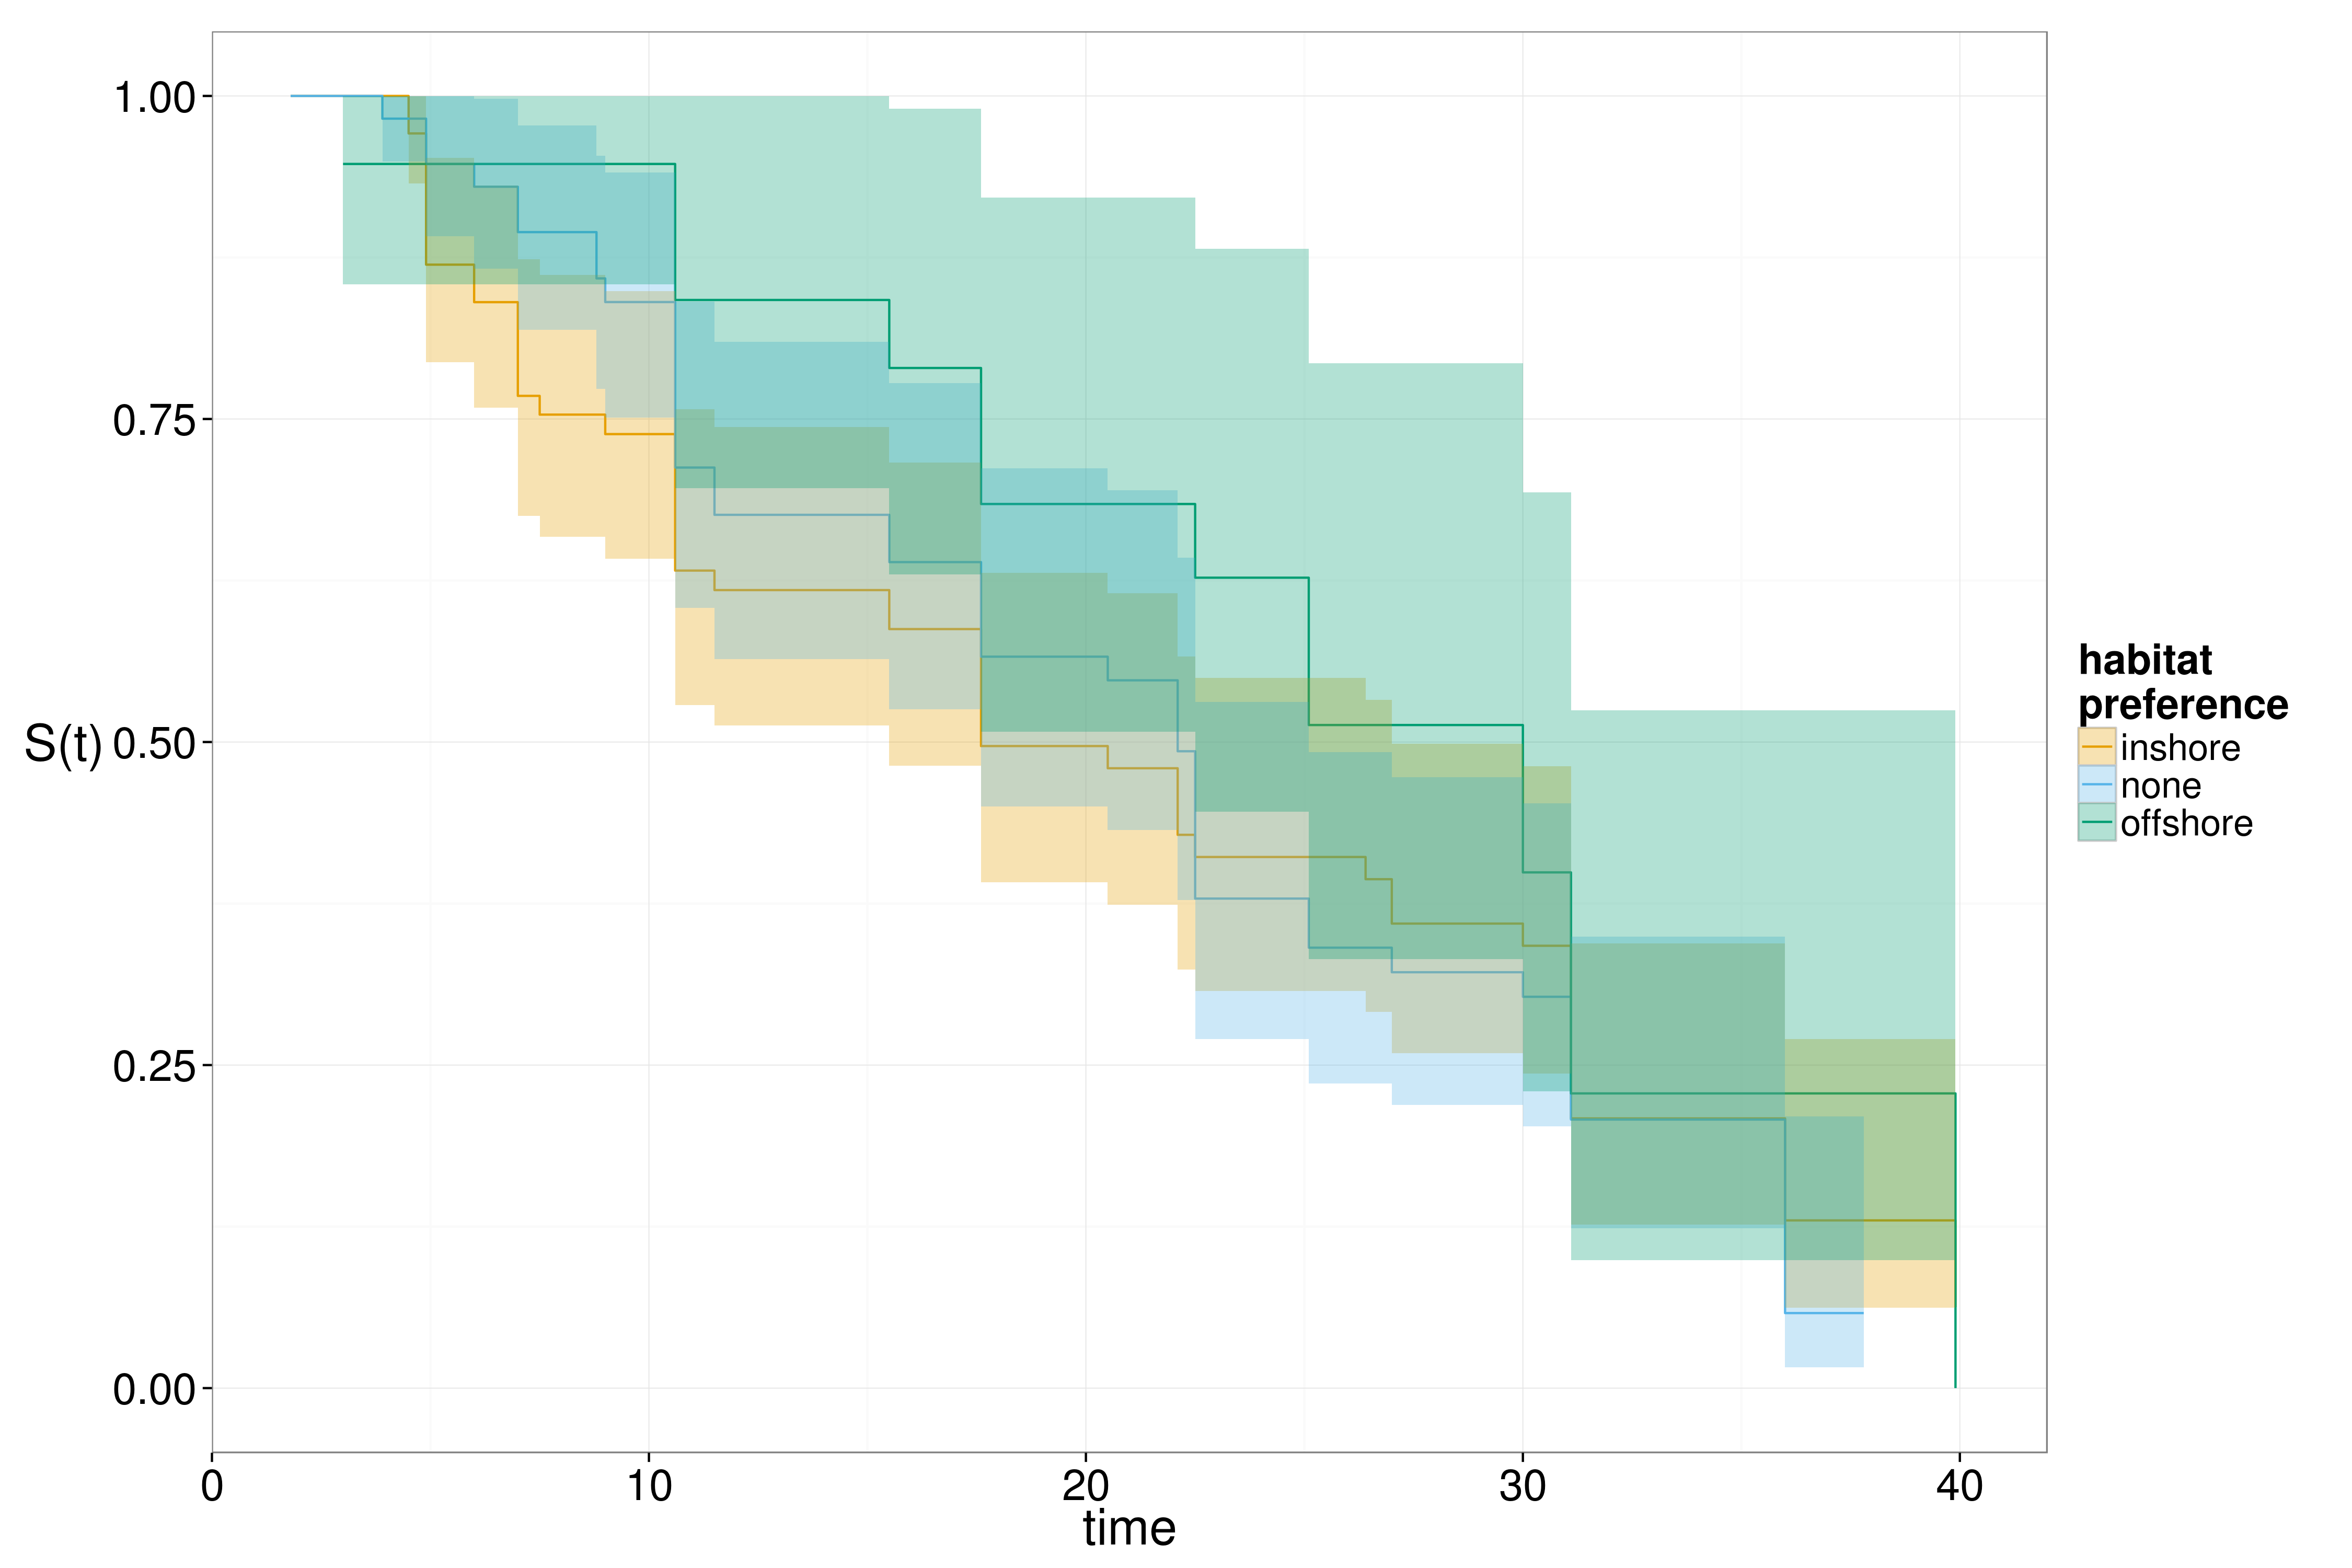 1.00
0.75
S(t) 0.50
0.25
0.00
0 10 20 30 40
time
habitat
preference
inshore
none
offshore